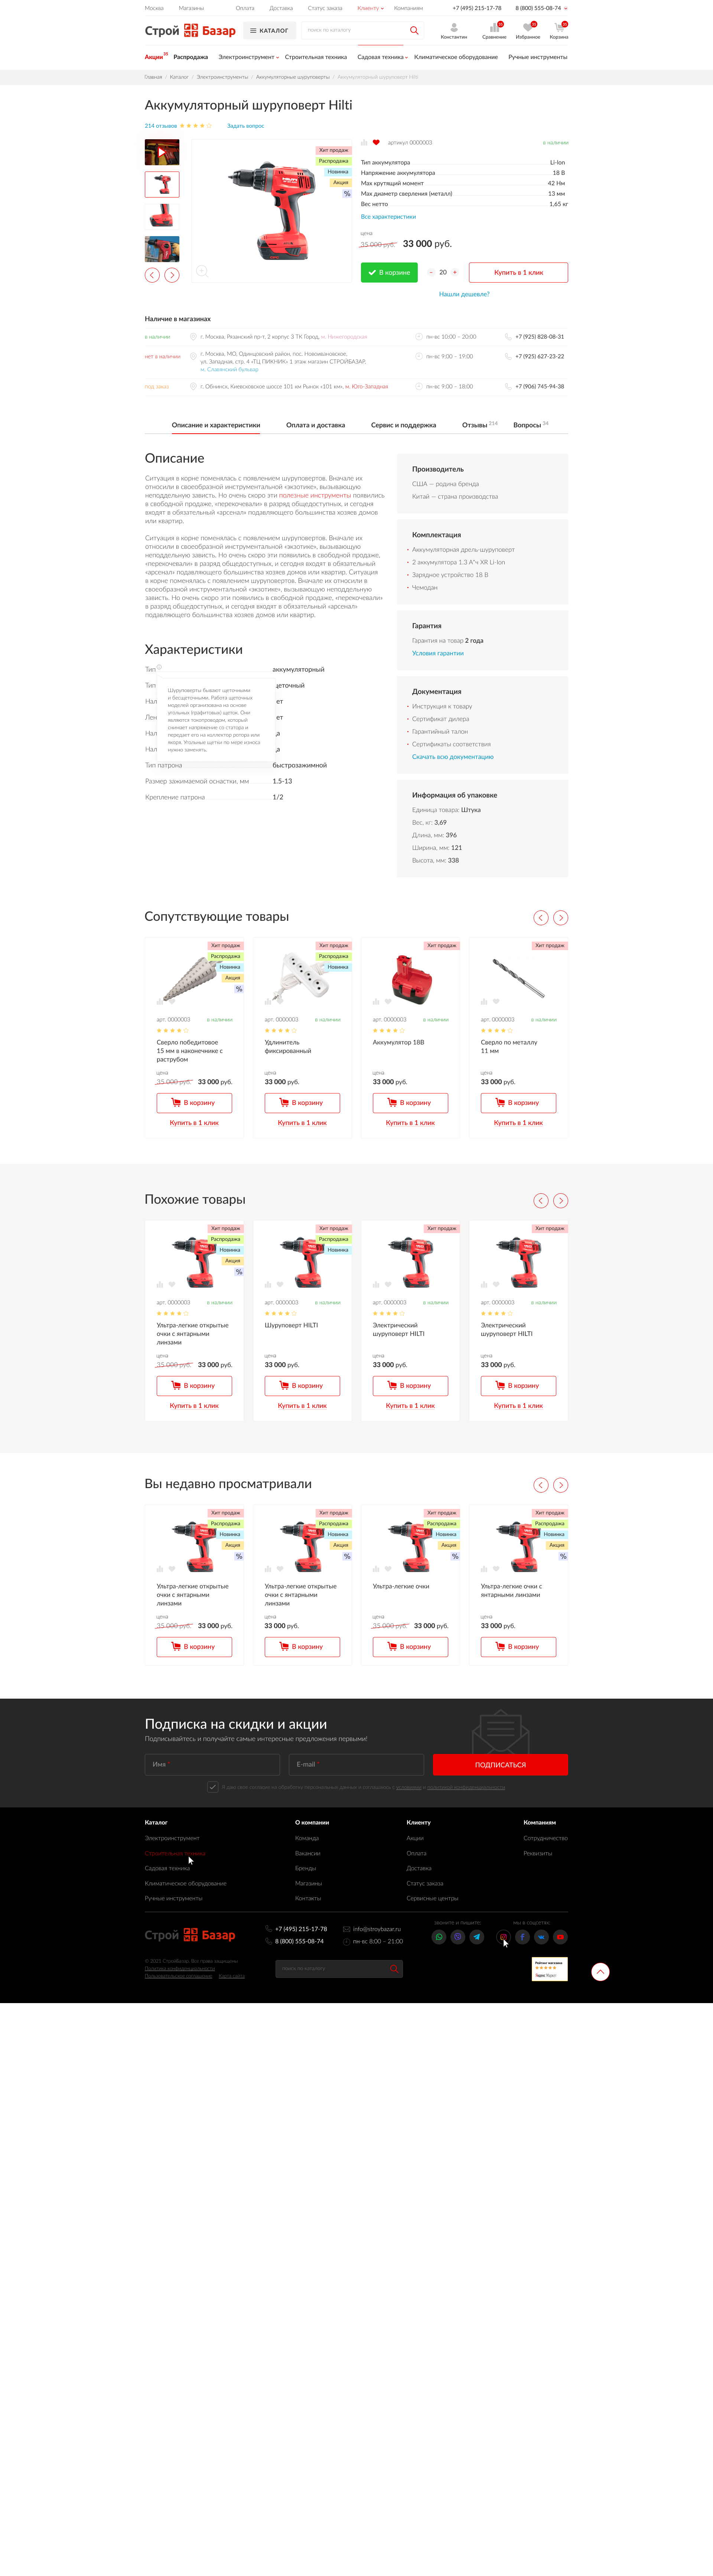 Москва Магазины Оплата Доставка Статус заказа Клиенту Компаниям +7 (495) 215-17-78 8 (800) 555-08-74
Строй Базар КАТАЛОГ поиск по каталогу Константин Сравнение Избранное Корзина
Акции Распродажа Электроинструмент Строительная техника Садовая техника Климатическое оборудование Ручные инструменты
Главная / Каталог / Электроинструменты / Аккумуляторные шуруповерты / Аккумуляторный шуруповерт Hilti
Аккумуляторный шуруповерт Hilti
214 отзывов Задать вопрос
Хит продаж
Распродажа
Новинка
Акция
%
артикул 0000003 в наличии
Тип аккумулятора Li-Ion
Напряжение аккумулятора 18 В
Мах крутящий момент 42 Нм
Мах диаметр сверления (металл) 13 мм
Вес нетто 1,65 кг
Все характеристики
цена
35 000 руб. 33 000 руб.
В корзине - 20 + Купить в 1 клик
Нашли дешевле?
Наличие в магазинах
в наличии г. Москва, Рязанский пр-т, 2 корпус 3 ТК Город, м. Нижегородская пн-вс 10:00 – 20:00 +7 (925) 828-08-31
нет в наличии г. Москва, МО, Одинцовский район, пос. Новоивановское,
ул. Западная, стр. 4 «ТЦ ПИКНИК» 1 этаж магазин СТРОЙБАЗАР,
м. Славянский бульвар пн-вс 9:00 – 19:00 +7 (925) 627-23-22
под заказ г. Обнинск, Киевсковское шоссе 101 км Рынок «101 км», м. Юго-Западная пн-вс 9:00 – 18:00 +7 (906) 745-94-38
Описание и характеристики Оплата и доставка Сервис и поддержка Отзывы 214 Вопросы 34
Описание
Ситуация в корне поменялась с появлением шуруповертов. Вначале их
относили в своеобразной инструментальной «экзотике», вызывающую
неподдельную зависть. Но очень скоро эти полезные инструменты появились
в свободной продаже, «перекочевали» в разряд общедоступных, и сегодня
входят в обязательный «арсенал» подавляющего большинства хозяев домов
или квартир.
Ситуация в корне поменялась с появлением шуруповертов. Вначале их
относили в своеобразной инструментальной «экзотике», вызывающую
неподдельную зависть. Но очень скоро эти появились в свободной продаже,
«перекочевали» в разряд общедоступных, и сегодня входят в обязательный
«арсенал» подавляющего большинства хозяев домов или квартир. Ситуация
в корне поменялась с появлением шуруповертов. Вначале их относили в
своеобразной инструментальной «экзотике», вызывающую неподдельную
зависть. Но очень скоро эти появились в свободной продаже, «перекочевали»
в разряд общедоступных, и сегодня входят в обязательный «арсенал»
подавляющего большинства хозяев домов или квартир.
Производитель
США — родина бренда
Китай — страна производства
Комплектация
Аккумуляторная дрель-шуруповерт
2 аккумулятора 1.3 А*ч XR Li-Ion
Зарядное устройство 18 В
Чемодан
Гарантия
Гарантия на товар 2 года
Условия гарантии
Документация
Инструкция к товару
Сертификат дилера
Гарантийный талон
Сертификаты соответствия
Скачать всю документацию
Информация об упаковке
Единица товара: Штука
Вес, кг: 3,69
Длина, мм: 396
Ширина, мм: 121
Высота, мм: 338
Характеристики
Тип аккумуляторный
Тип щеточный
Шуруповерты бывают щеточными
и бесщеточными. Работа щеточных
моделей организована на основе
угольных (графитовых) щеток. Они
являются токопроводом, который
снимает напряжение со статора и
передает его на коллектор ротора или
якоря. Угольные щетки по мере износа
нужно заменять.
Тип патрона быстрозажимной
Размер зажимаемой оснастки, мм 1.5-13
Крепление патрона 1/2
Сопутствующие товары
Хит продаж Хит продаж Хит продаж Хит продаж
Распродажа Распродажа
Новинка Новинка
Акция
%
арт. 0000003 в наличии арт. 0000003 в наличии арт. 0000003 в наличии арт. 0000003 в наличии
Сверло победитовое
15 мм в наконечнике с
раструбом
Удлинитель
фиксированный
Аккумулятор 18В
Сверло по металлу
11 мм
цена цена цена цена
35 000 руб. 33 000 руб. 33 000 руб. 33 000 руб. 33 000 руб.
В корзину В корзину В корзину В корзину
Купить в 1 клик Купить в 1 клик Купить в 1 клик Купить в 1 клик
Похожие товары
Хит продаж Хит продаж Хит продаж Хит продаж
Распродажа Распродажа
Новинка Новинка
Акция
%
арт. 0000003 в наличии арт. 0000003 в наличии арт. 0000003 в наличии арт. 0000003 в наличии
Ультра-легкие открытые
очки с янтарными
линзами
Шуруповерт HILTI
Электрический
шуруповерт HILTI
Электрический
шуруповерт HILTI
цена цена цена цена
35 000 руб. 33 000 руб. 33 000 руб. 33 000 руб. 33 000 руб.
В корзину В корзину В корзину В корзину
Купить в 1 клик Купить в 1 клик Купить в 1 клик Купить в 1 клик
Вы недавно просматривали
Хит продаж Хит продаж Хит продаж Хит продаж
Распродажа Распродажа Распродажа Распродажа
Новинка Новинка Новинка Новинка
Акция Акция Акция Акция
% % % %
Ультра-легкие открытые
очки с янтарными
линзами
Ультра-легкие открытые
очки с янтарными
линзами
Ультра-легкие очки
Ультра-легкие очки с
янтарными линзами
цена цена цена цена
35 000 руб. 33 000 руб. 33 000 руб. 35 000 руб. 33 000 руб. 33 000 руб.
В корзину В корзину В корзину В корзину
Подписка на скидки и акции
Подписывайтесь и получайте самые интересные предложения первыми!
Имя * E-mail * ПОДПИСАТЬСЯ
Каталог О компании Клиенту Компаниям
Электроинструмент Команда Акции Сотрудничество
Строительная техника Вакансии Оплата Реквизиты
Садовая техника Бренды Доставка
Климатическое оборудование Магазины Статус заказа
Ручные инструменты Контакты Сервисные центры
Строй Базар
+7 (495) 215-17-78 info@stroybazar.ru
8 (800) 555-08-74 пн-вс 8:00 – 21:00
звоните и пишите: мы в соц.сетях:
© 2021 СтройБазар. Все права защищены
Политика конфиденциальности
Пользовательское соглашение Карта сайта
поиск по каталогу
Рейтинг магазина
Яндекс Маркет